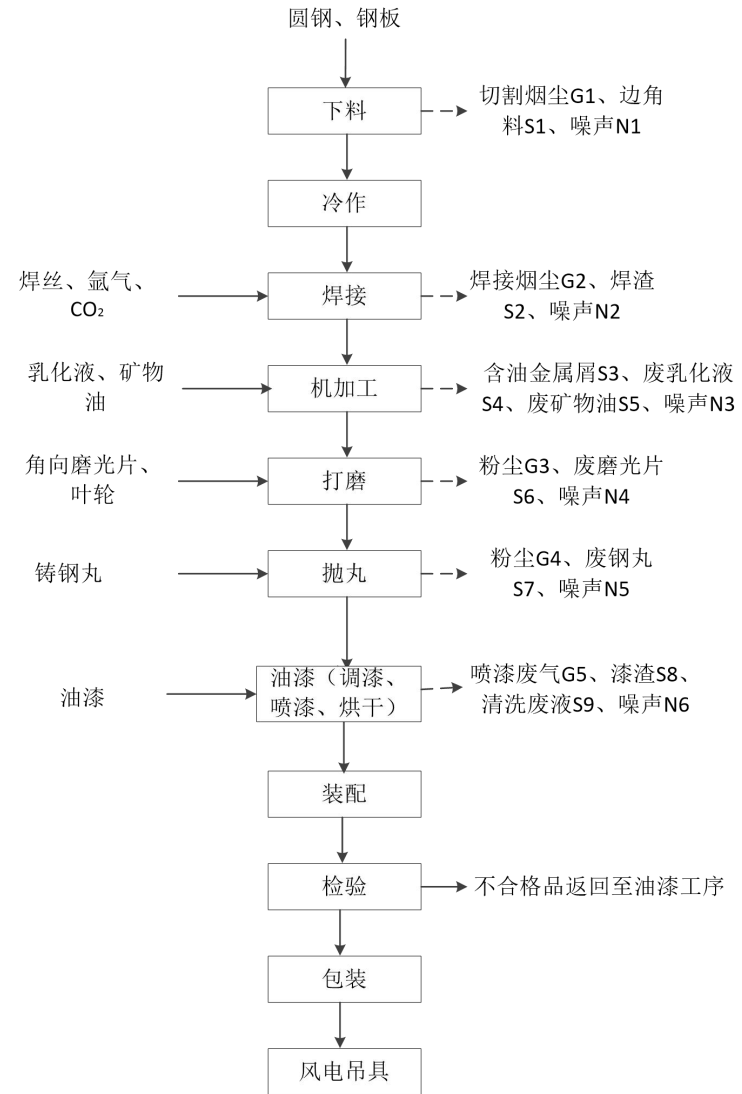 圆钢、钢板
下料
切割烟尘G1、边角
料S1、噪声N1
冷作
焊丝、氩气、
CO₂
焊接
焊接烟尘G2、焊渣
S2、噪声N2
乳化液、矿物
油
机加工
含油金属屑S3、废乳化液
S4、废矿物油S5、噪声N3
角向磨光片、
叶轮
打磨
粉尘G3、废磨光片
S6、噪声N4
铸钢丸
抛丸
粉尘G4、废钢丸
S7、噪声N5
油漆
油漆（调漆、
喷漆、烘干）
喷漆废气G5、漆渣S8、
清洗废液S9、噪声N6
装配
检验
不合格品返回至油漆工序
包装
风电吊具